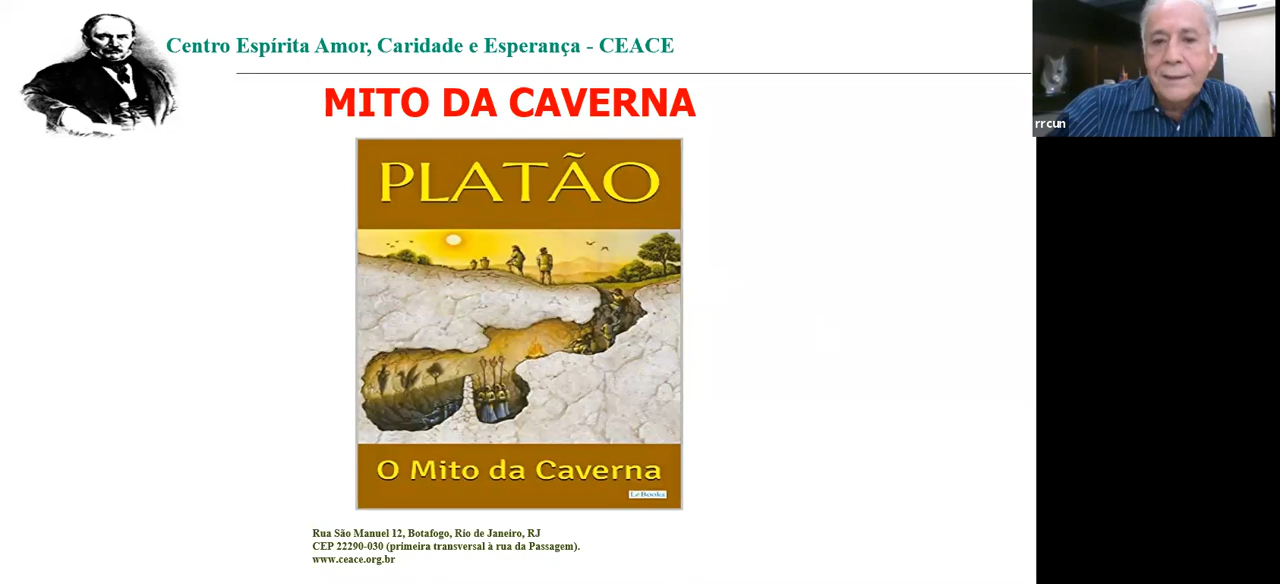 Centro Espírita Amor, Caridade e Esperança - CEACE
MITO DA CAVERNA
rrcun
PLATÃO
O Mito da Caverna
LeBooks
Rua São Manuel 12, Botafogo, Rio de Janeiro, RJ
CEP 22290-030 (primeira transversal à rua da Passagem).
www.ceace.org.br